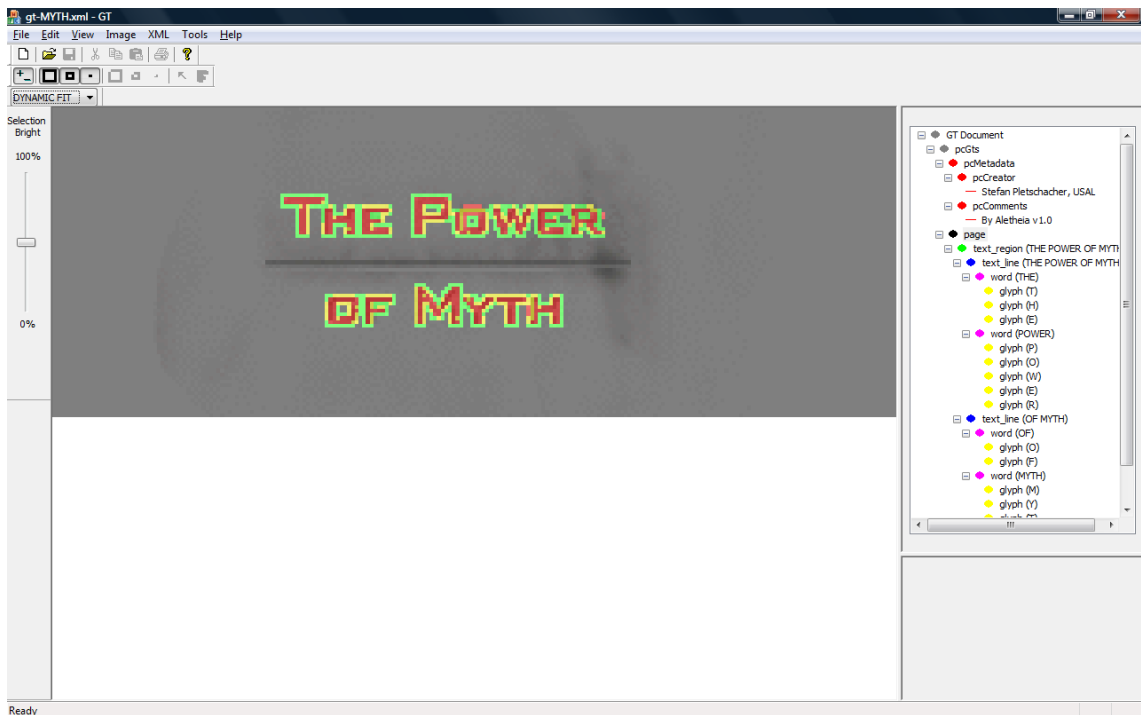 gt-MYTH.xml - GT
File Edit View Image XML Tools Help
DYNAMIC FIT
Selection
Bright
100%
0%
THE POWER
OF MYTH
GT Document
pcGts
pcMetadata
pcCreator
Stefan Pletschacher, USAL
pcComments
By Aletheia v1.0
page
text_region (THE POWER OF MYTH
text_line (THE POWER OF MYTH
word (THE)
glyph (T)
glyph (H)
glyph (E)
word (POWER)
glyph (P)
glyph (O)
glyph (W)
glyph (E)
glyph (R)
text_line (OF MYTH)
word (OF)
glyph (O)
glyph (F)
word (MYTH)
glyph (M)
glyph (Y)
glyph (T)
Ready